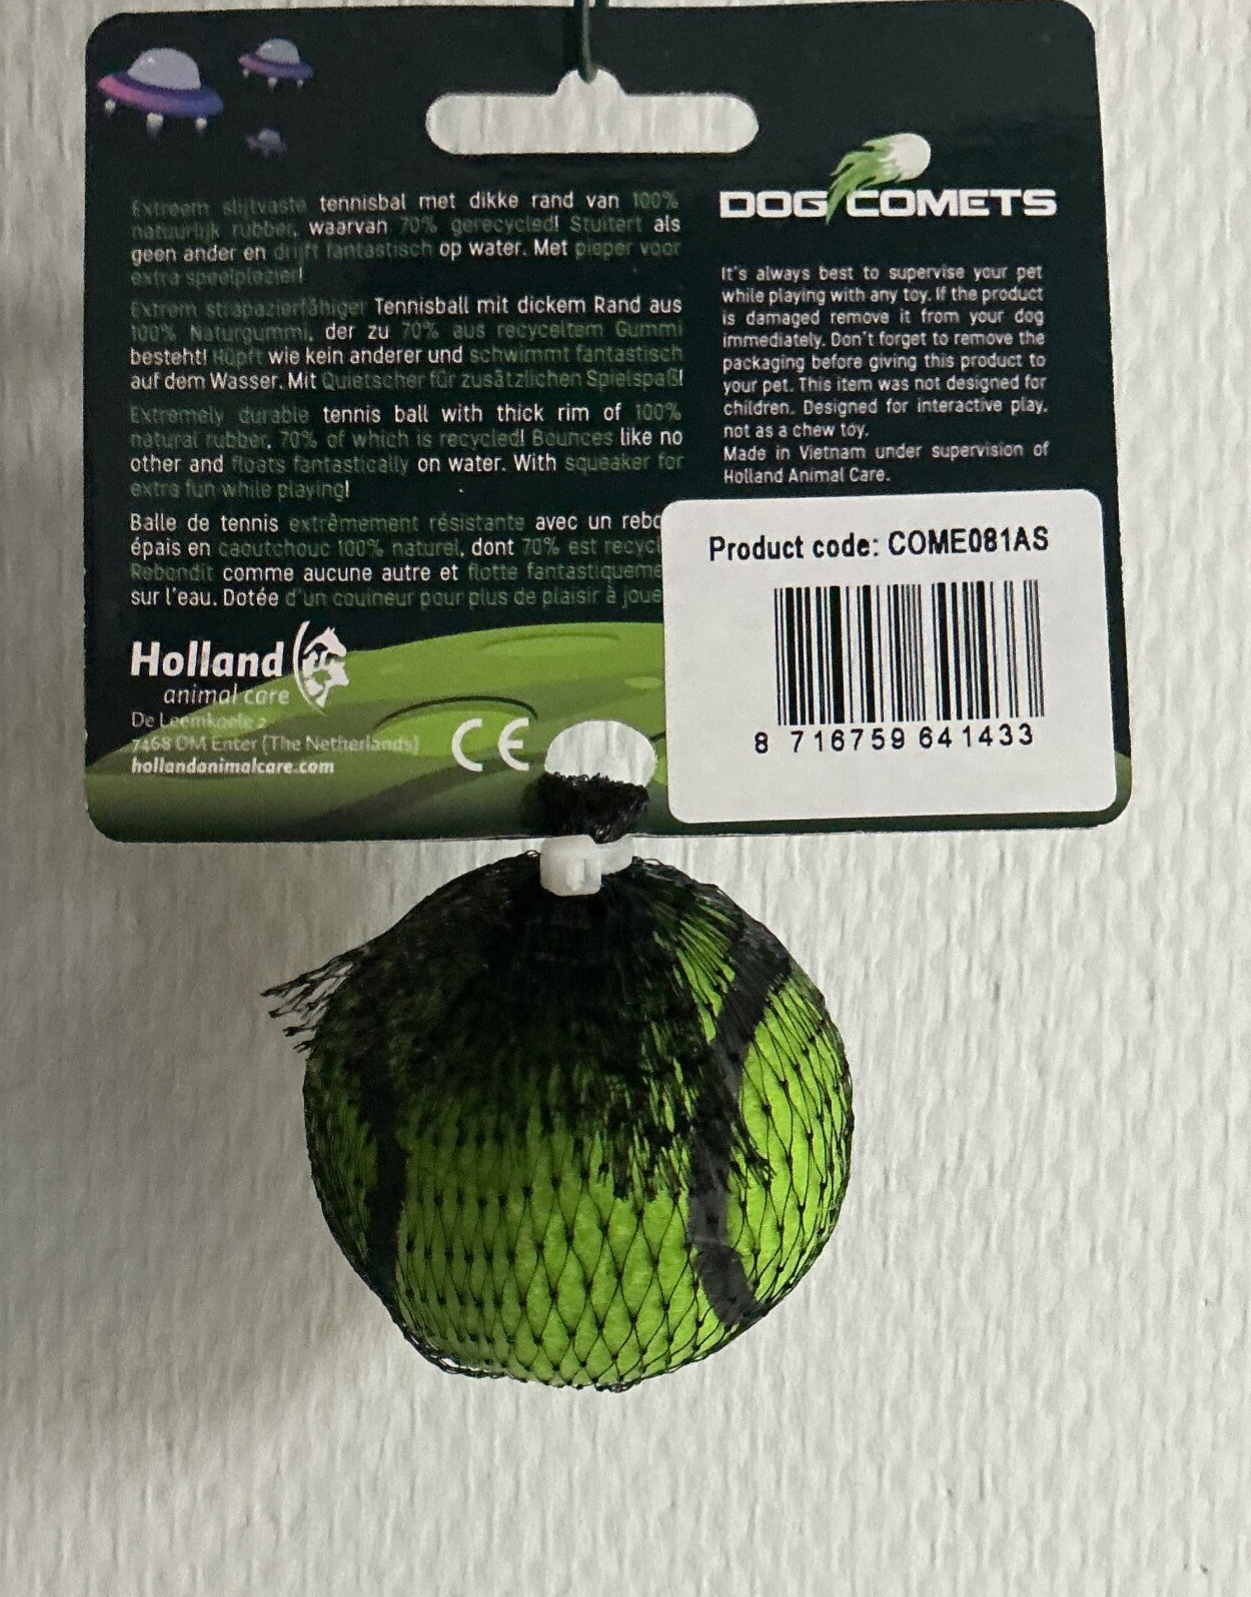 Extreem slijtvaste tennisbal met dikke rand van 100%
natuurlijk rubber, waarvan 70% gerecycled! Stuitert als
geen ander en drijft fantastisch op water. Met pieper voor
extra speelplezier!
Extrem strapazierfähiger Tennisball mit dickem Rand aus
100% Naturgummi, der zu 70% aus recyceltem Gummi
besteht! Hüpft wie kein anderer und schwimmt fantastisch
auf dem Wasser. Mit Quietscher für zusätzlichen Spielspaß!
Extremely durable tennis ball with thick rim of 100%
natural rubber, 70% of which is recycled! Bounces like no
other and floats fantastically on water. With squeaker for
extra fun while playing!
Balle de tennis extrêmement résistante avec un rebo
épais en caoutchouc 100% naturel, dont 70% est recycl
Rebondit comme aucune autre et flotte fantastiqueme
sur l'eau. Dotée d'un couineur pour plus de plaisir à joue
Holland
animal care
De Leemkoele 2
7468 DM Enter (The Netherlands)
hollandanimalcare.com
CE
DOG COMETS
It's always best to supervise your pet
while playing with any toy. If the product
is damaged remove it from your dog
immediately. Don't forget to remove the
packaging before giving this product to
your pet. This item was not designed for
children. Designed for interactive play,
not as a chew toy.
Made in Vietnam under supervision of
Holland Animal Care.
Product code: COME081AS
8 716759 641433